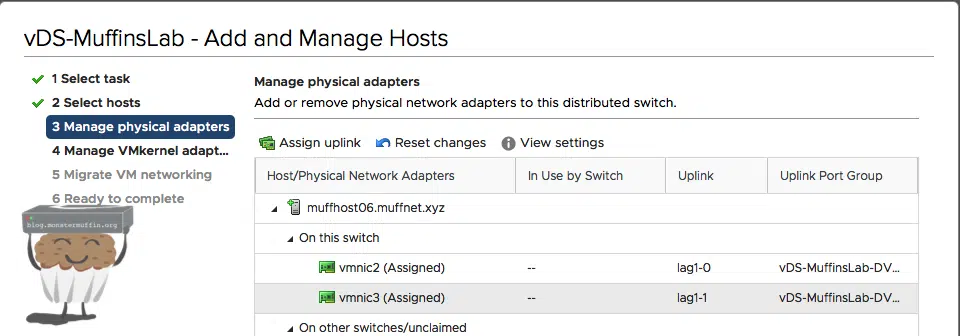 vDS-MuffinsLab - Add and Manage Hosts
1 Select task
2 Select hosts
3 Manage physical adapters
4 Manage VMkernel adapt...
5 Migrate VM networking
6 Ready to complete
blog.monstermuffin.org
Manage physical adapters
Add or remove physical network adapters to this distributed switch.
Assign uplink Reset changes View settings
Host/Physical Network Adapters In Use by Switch Uplink Uplink Port Group
muffhost06.muffnet.xyz
On this switch
vmnic2 (Assigned) -- lag1-0 vDS-MuffinsLab-DV...
vmnic3 (Assigned) -- lag1-1 vDS-MuffinsLab-DV...
On other switches/unclaimed